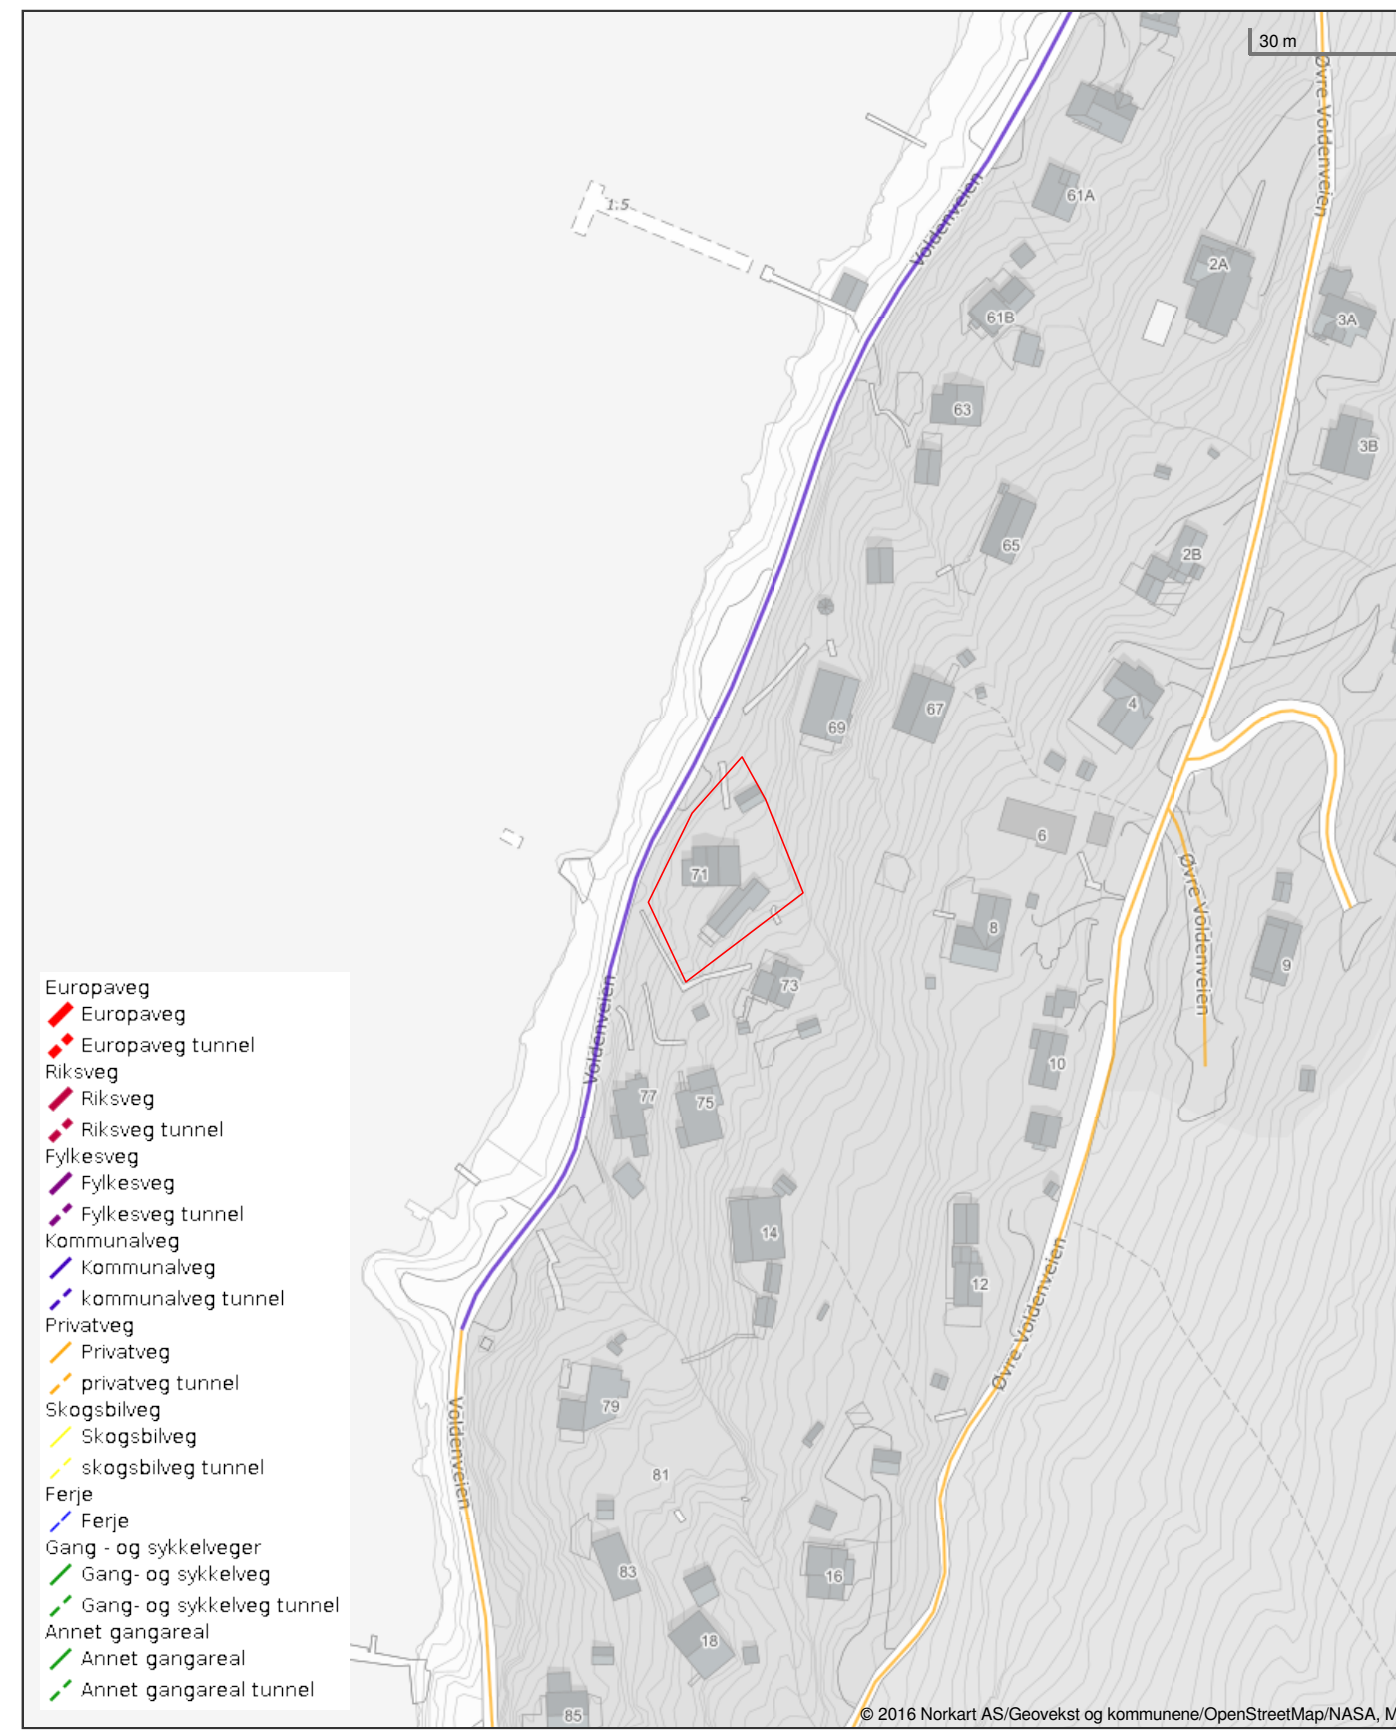 30 m
Øvre Voldenveien
61A
1.5
Voldenveien
2A
61B
3A
63
3B
65
2B
4
67
69
6
71
Øvre Voldenveien
8
9
73
Voldenveien
10
77
75
14
12
Øvre Voldenveien
79
Voldenveien
81
83
16
18
85
Europaveg
Europaveg
Europaveg tunnel
Riksveg
Riksveg
Riksveg tunnel
Fylkesveg
Fylkesveg
Fylkesveg tunnel
Kommunalveg
Kommunalveg
kommunalveg tunnel
Privatveg
Privatveg
privatveg tunnel
Skogsbilveg
Skogsbilveg
skogsbilveg tunnel
Ferje
Ferje
Gang - og sykkelveger
Gang- og sykkelveg
Gang- og sykkelveg tunnel
Annet gangareal
Annet gangareal
Annet gangareal tunnel
© 2016 Norkart AS/Geovekst og kommunene/OpenStreetMap/NASA,